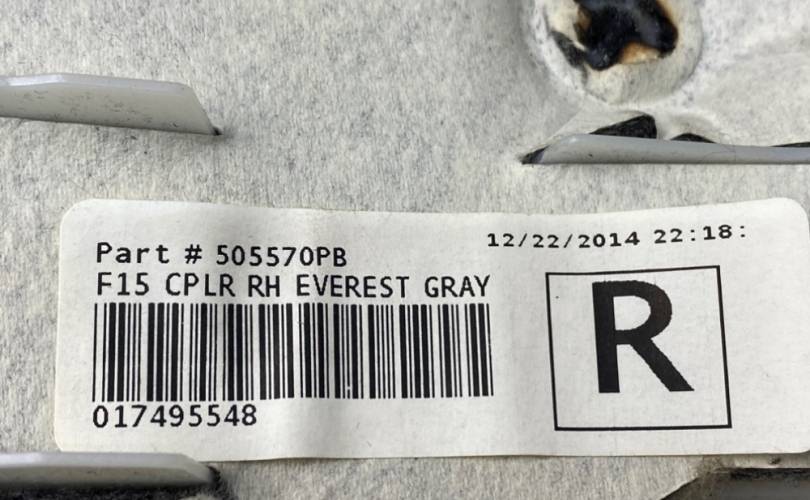 12/22/2014 22:18:
Part # 505570PB
F15 CPLR RH EVEREST GRAY
017495548
R